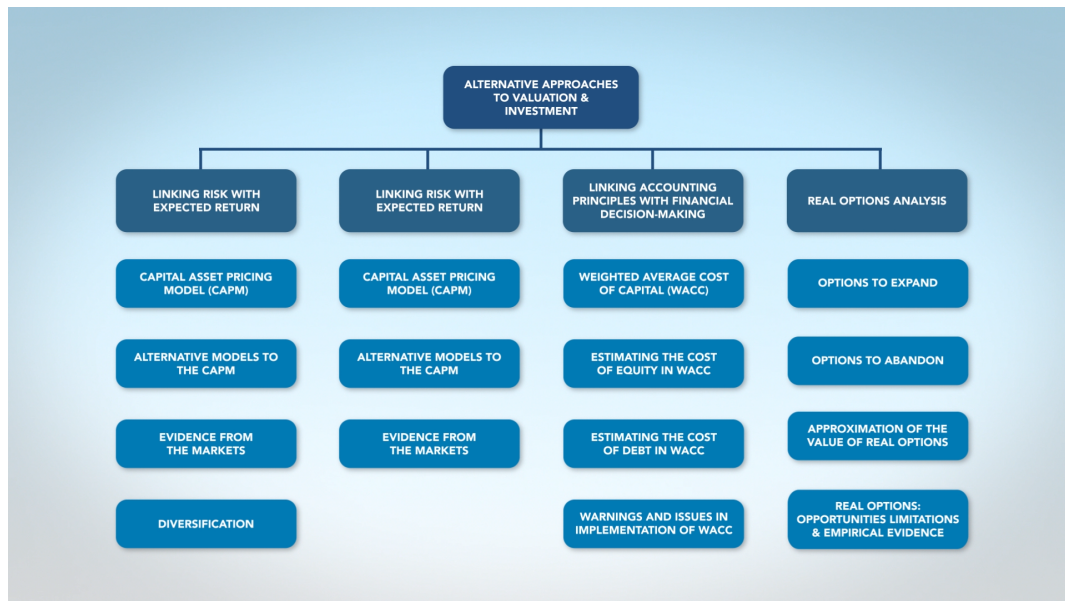 ALTERNATIVE APPROACHES
TO VALUATION &
INVESTMENT
LINKING RISK WITH
EXPECTED RETURN
CAPITAL ASSET PRICING
MODEL (CAPM)
ALTERNATIVE MODELS TO
THE CAPM
EVIDENCE FROM
THE MARKETS
DIVERSIFICATION
LINKING RISK WITH
EXPECTED RETURN
CAPITAL ASSET PRICING
MODEL (CAPM)
ALTERNATIVE MODELS TO
THE CAPM
EVIDENCE FROM
THE MARKETS
LINKING ACCOUNTING
PRINCIPLES WITH FINANCIAL
DECISION-MAKING
WEIGHTED AVERAGE COST
OF CAPITAL (WACC)
ESTIMATING THE COST
OF EQUITY IN WACC
ESTIMATING THE COST
OF DEBT IN WACC
WARNINGS AND ISSUES IN
IMPLEMENTATION OF WACC
REAL OPTIONS ANALYSIS
OPTIONS TO EXPAND
OPTIONS TO ABANDON
APPROXIMATION OF THE
VALUE OF REAL OPTIONS
REAL OPTIONS:
OPPORTUNITIES LIMITATIONS
& EMPIRICAL EVIDENCE